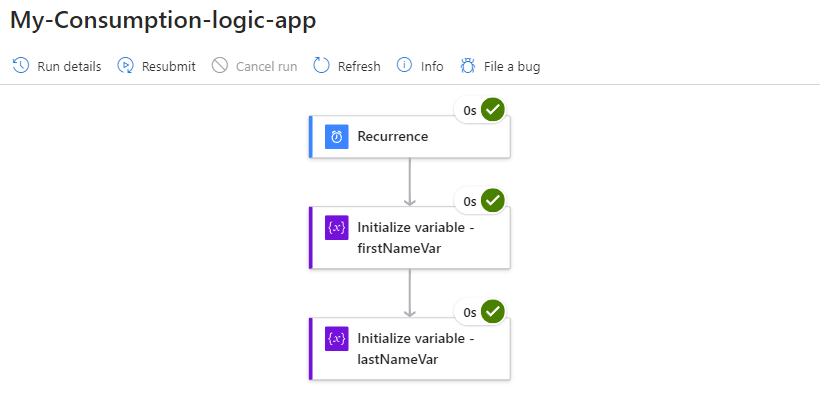 My-Consumption-logic-app
Run details Resubmit Cancel run Refresh Info File a bug
0s
Recurrence
0s
{x} Initialize variable -
firstNameVar
0s
{x} Initialize variable -
lastNameVar